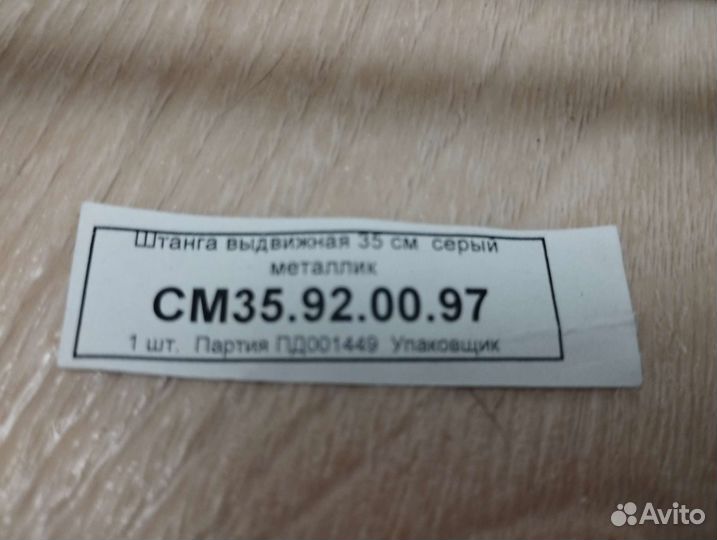 Штанга выдвижная 35 см серый
металлик
СМ35.92.00.97
1 шт. Партия ПД001449 Упаковщик
Avito